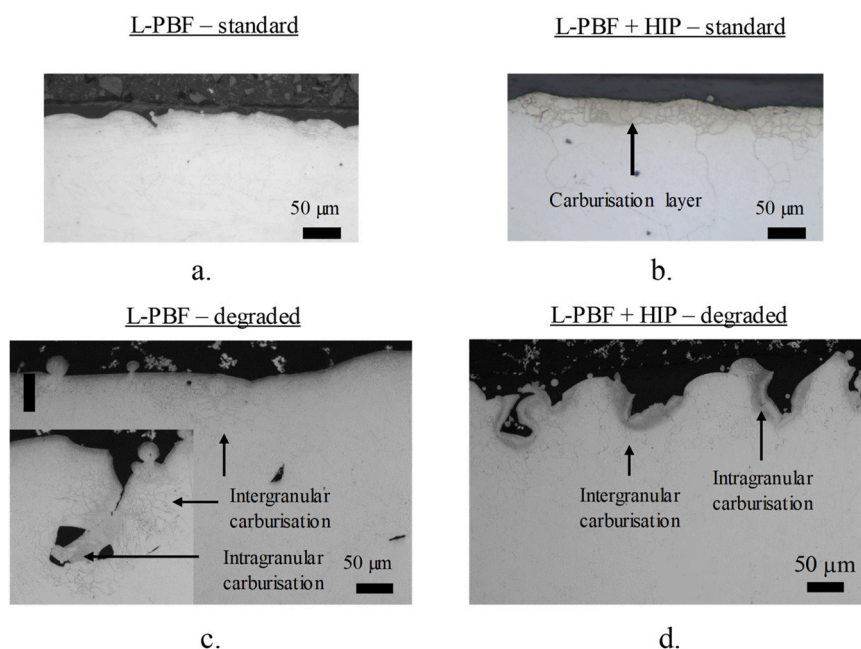 L-PBF – standard
L-PBF + HIP – standard
50 μm
Carburisation layer
50 μm
a.
b.
L-PBF – degraded
L-PBF + HIP – degraded
Intergranular
carburisation
Intragranular
carburisation
50 μm
Intergranular
carburisation
Intragranular
carburisation
50 μm
c.
d.